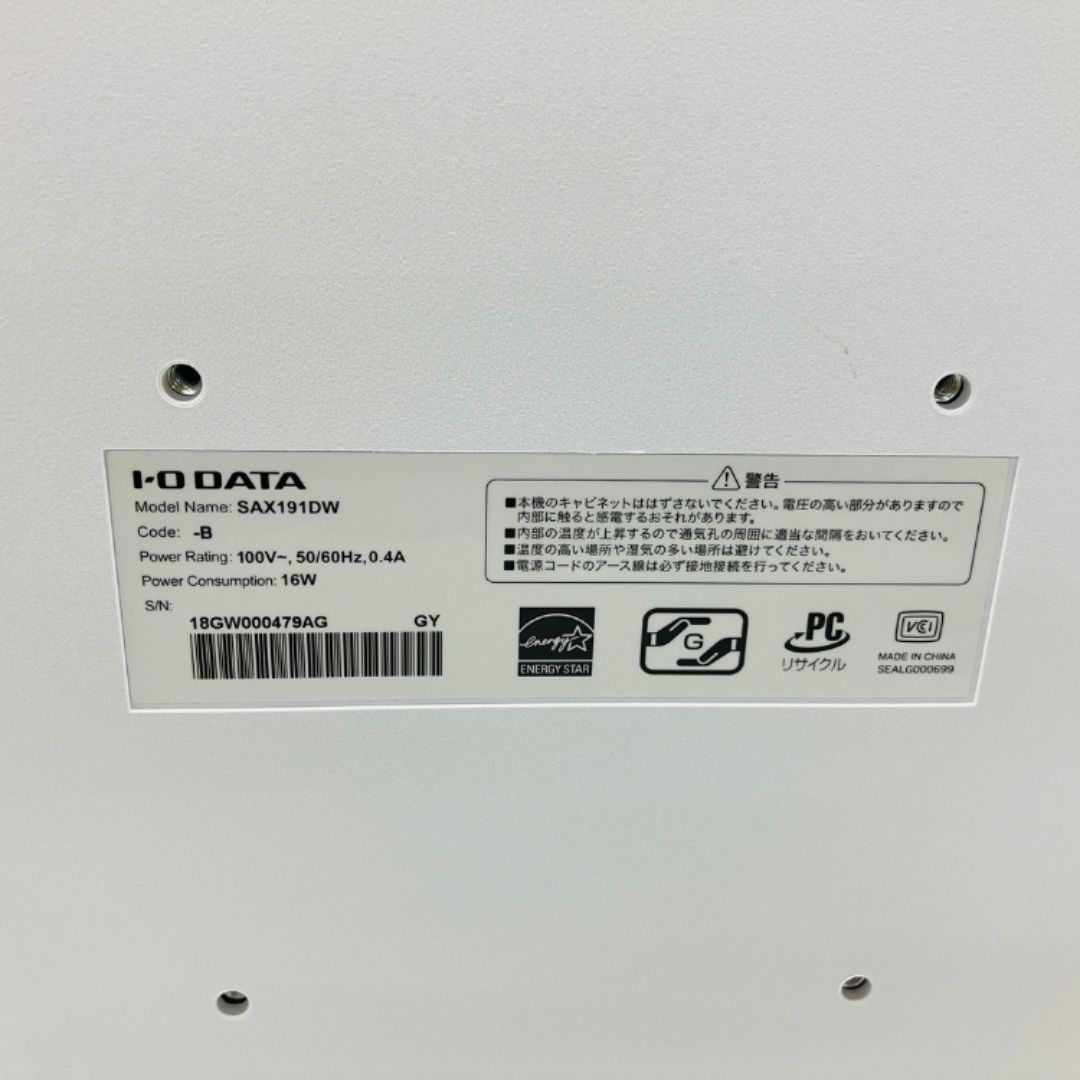 I-O DATA
Model Name: SAX191DW
Code: -B
Power Rating: 100V~, 50/60Hz, 0.4A
Power Consumption: 16W
S/N:
18GW000479AG GY
警告
■本機のキャビネットははずさないでください。電圧の高い部分がありますので
内部に触ると感電するおそれがあります。
■内部の温度が上昇するので通気孔の周囲に適当な間隔をおいてください。
■温度の高い場所や湿気の多い場所は避けてください。
■電源コードのアース線は必ず接地接続を行ってください。
energy
ENERGY STAR
G
PC
リサイクル
VCI
MADE IN CHINA
SEALG000699